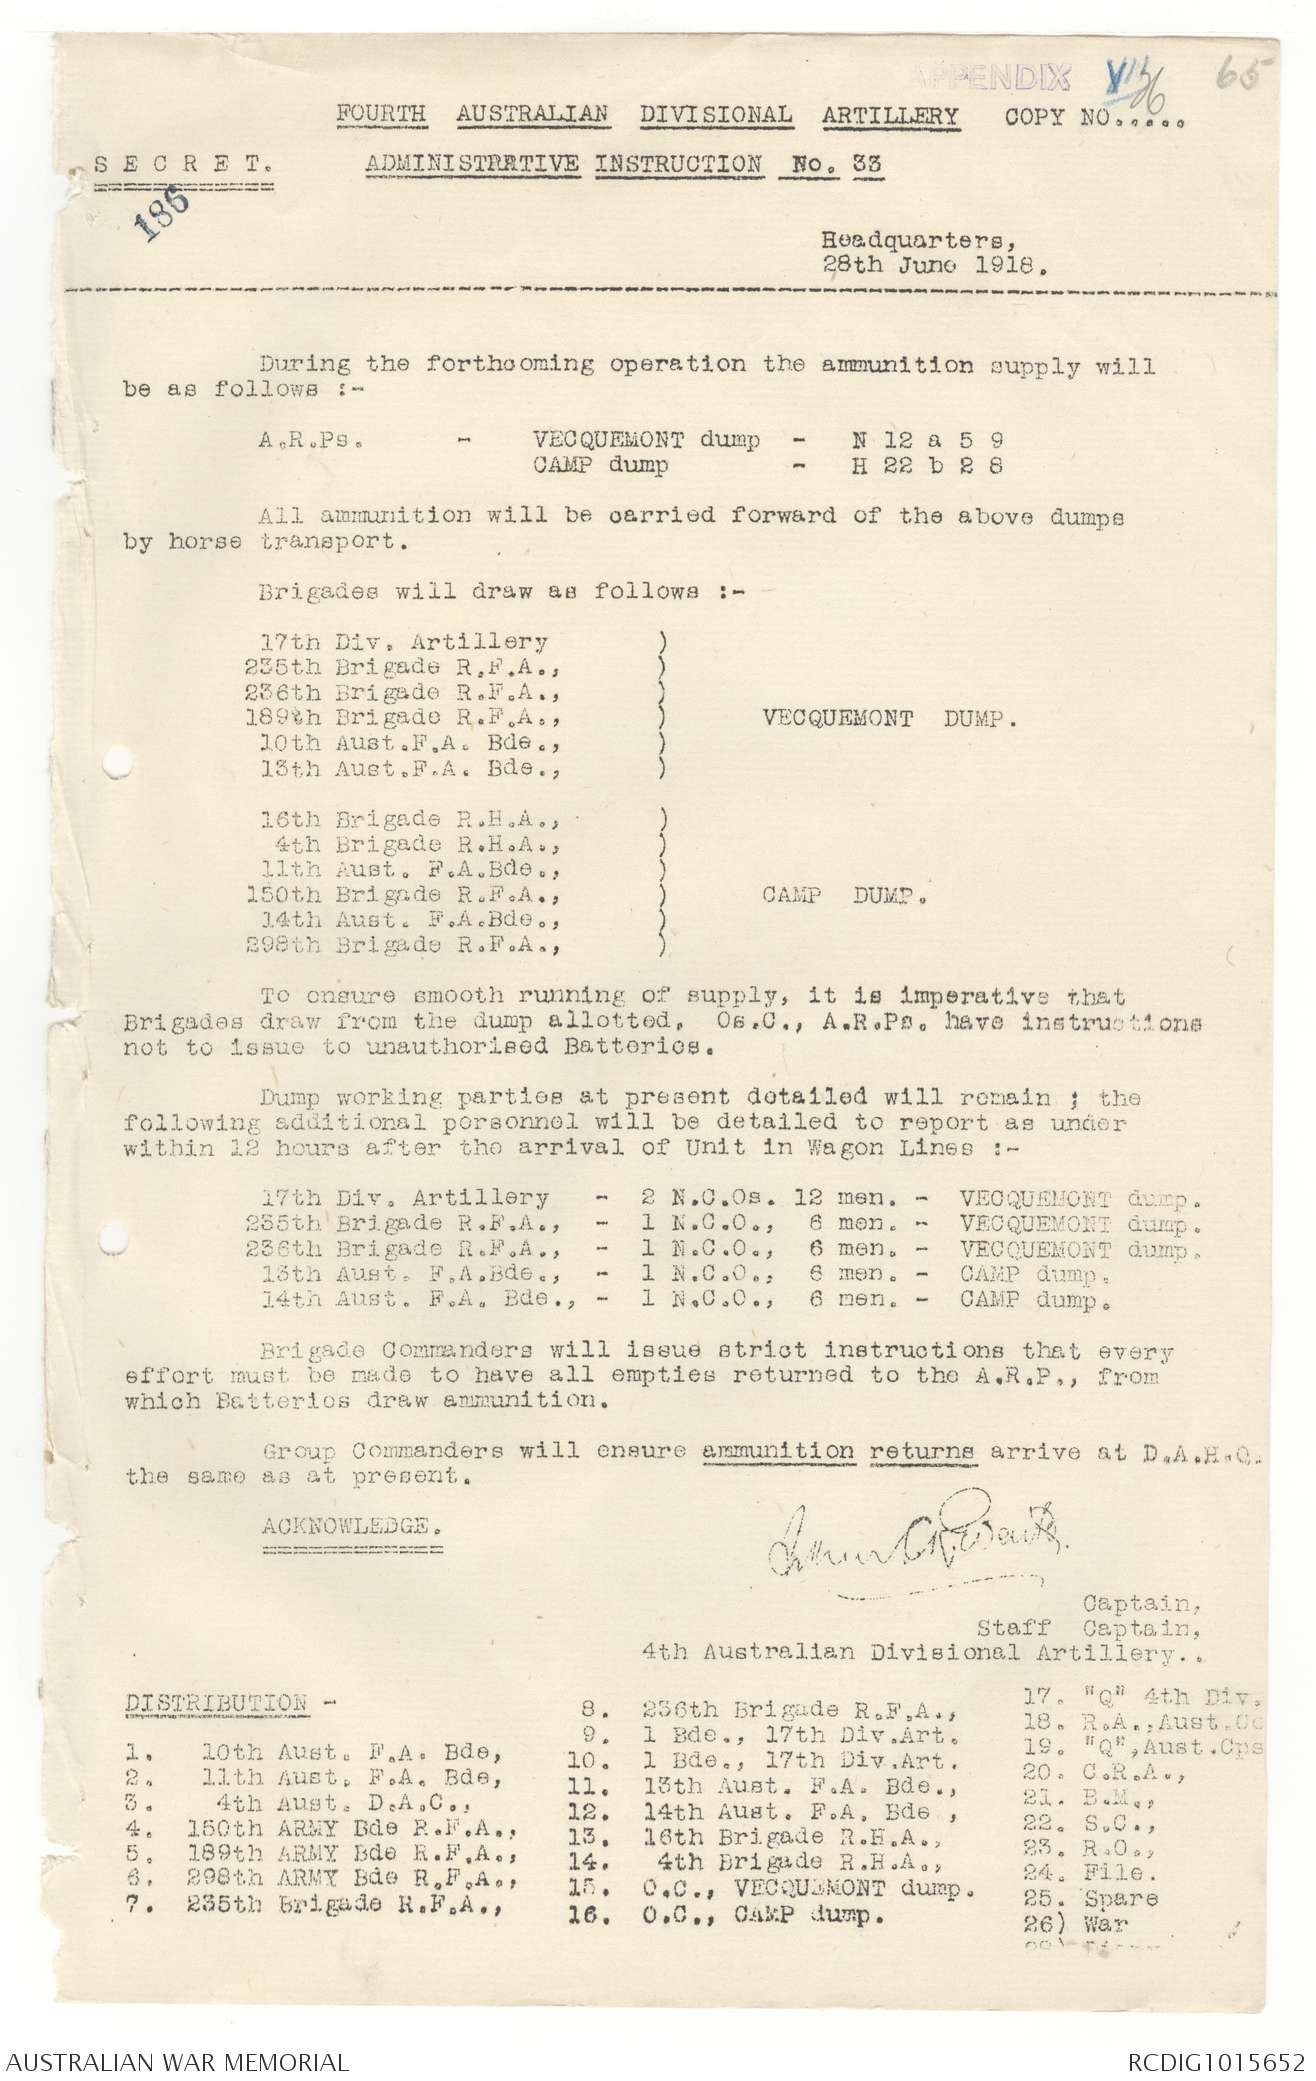 APPENDIX VII 65
FOURTH AUSTRALIAN DIVISIONAL ARTILLERY COPY NO..26..
S E C R E T. ADMINISTRATIVE INSTRUCTION No. 33
186
Headquarters,
28th June 1918.
During the forthcoming operation the ammunition supply will
be as follows :-
A.R.Ps. - VECQUEMONT dump - N 12 a 5 9
CAMP dump - H 22 b 2 8
All ammunition will be carried forward of the above dumps
by horse transport.
Brigades will draw as follows :-
17th Div. Artillery )
235th Brigade R.F.A., )
236th Brigade R.F.A., )
189th Brigade R.F.A., ) VECQUEMONT DUMP.
10th Aust.F.A. Bde., )
13th Aust.F.A. Bde., )
16th Brigade R.H.A., )
4th Brigade R.H.A., )
11th Aust. F.A.Bde., )
150th Brigade R.F.A., ) CAMP DUMP.
14th Aust. F.A.Bde., )
298th Brigade R.F.A., )
To ensure smooth running of supply, it is imperative that
Brigades draw from the dump allotted. Os.C., A.R.Ps. have instructions
not to issue to unauthorised Batteries.
Dump working parties at present detailed will remain ; the
following additional personnel will be detailed to report as under
within 12 hours after the arrival of Unit in Wagon Lines :-
17th Div. Artillery - 2 N.C.Os. 12 men. - VECQUEMONT dump.
235th Brigade R.F.A., - 1 N.C.O., 6 men. - VECQUEMONT dump.
236th Brigade R.F.A., - 1 N.C.O., 6 men. - VECQUEMONT dump.
13th Aust. F.A.Bde., - 1 N.C.O., 6 men. - CAMP dump.
14th Aust. F.A. Bde., - 1 N.C.O., 6 men. - CAMP dump.
Brigade Commanders will issue strict instructions that every
effort must be made to have all empties returned to the A.R.P., from
which Batteries draw ammunition.
Group Commanders will ensure ammunition returns arrive at D.A.H.Q.
the same as at present.
ACKNOWLEDGE.
Captain,
Staff Captain,
4th Australian Divisional Artillery..
DISTRIBUTION -
1. 10th Aust. F.A. Bde,
2. 11th Aust. F.A. Bde,
3. 4th Aust. D.A.C.,
4. 150th ARMY Bde R.F.A.,
5. 189th ARMY Bde R.F.A.,
6. 298th ARMY Bde R.F.A.,
7. 235th Brigade R.F.A.,
8. 236th Brigade R.F.A.,
9. 1 Bde., 17th Div.Art.
10. 1 Bde., 17th Div.Art.
11. 13th Aust. F.A. Bde.,
12. 14th Aust. F.A. Bde ,
13. 16th Brigade R.H.A.,
14. 4th Brigade R.H.A.,
15. O.C., VECQUEMONT dump.
16. O.C., CAMP dump.
17. "Q" 4th Div.
18. R.A., Aust.Co
19. "Q", Aust.Cps
20. C.R.A.,
21. B.M.,
22. S.C.,
23. R.O.,
24. File.
25. Spare
26) War
AUSTRALIAN WAR MEMORIAL RCDIG1015652